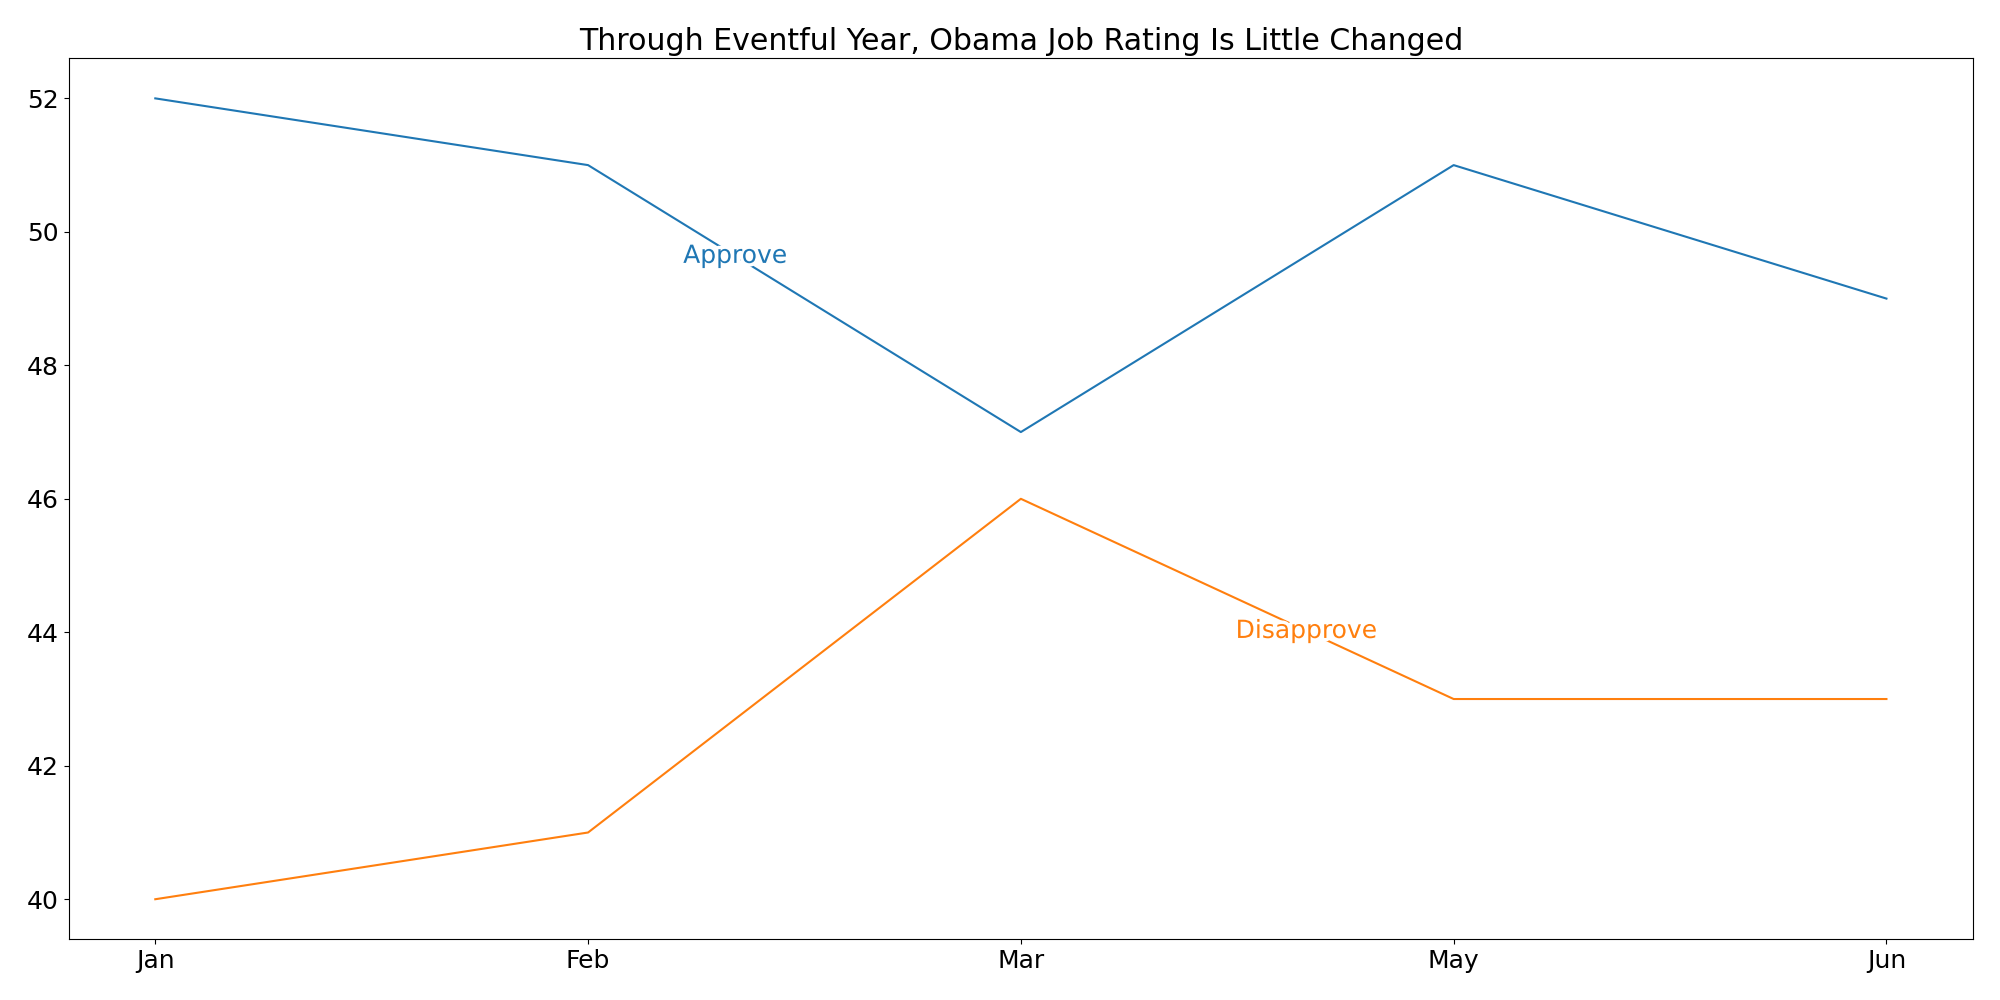 Through Eventful Year, Obama Job Rating Is Little Changed
52
50
48
46
44
42
40
Approve
Disapprove
Jan Feb Mar May Jun